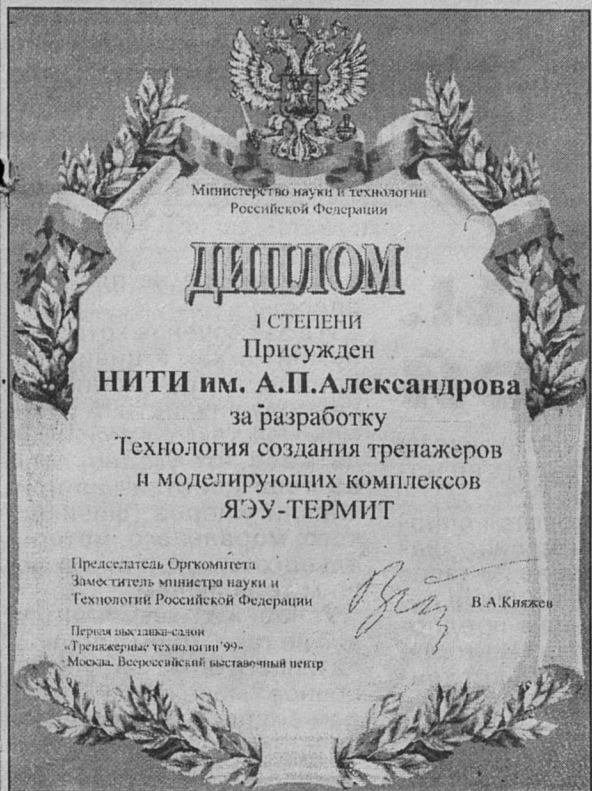 Министерство науки и технологии
Российской Федерации
ДИПЛОМ
I СТЕПЕНИ
Присужден
НИТИ им. А.П.Александрова
за разработку
Технология создания тренажеров
и моделирующих комплексов
ЯЭУ-ТЕРМИТ
Председатель Оргкомитета
Заместитель министра науки и
Технологий Российской Федерации
В.А.Княжев
Первая выставка-салон
«Тренажерные технологии'99»
Москва, Всероссийский выставочный центр